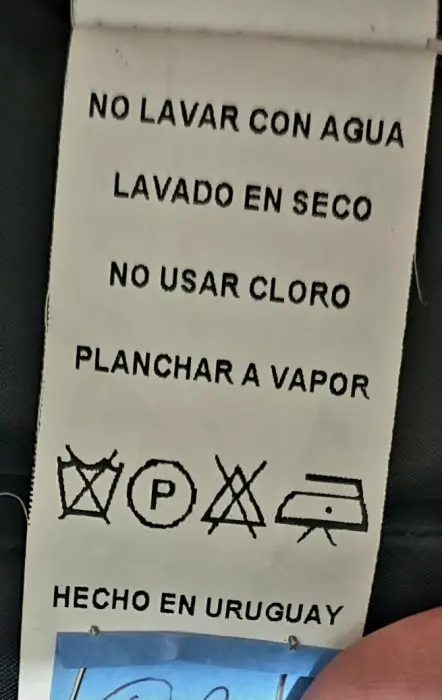 NO LAVAR CON AGUA
LAVADO EN SECO
NO USAR CLORO
PLANCHAR A VAPOR
P
HECHO EN URUGUAY